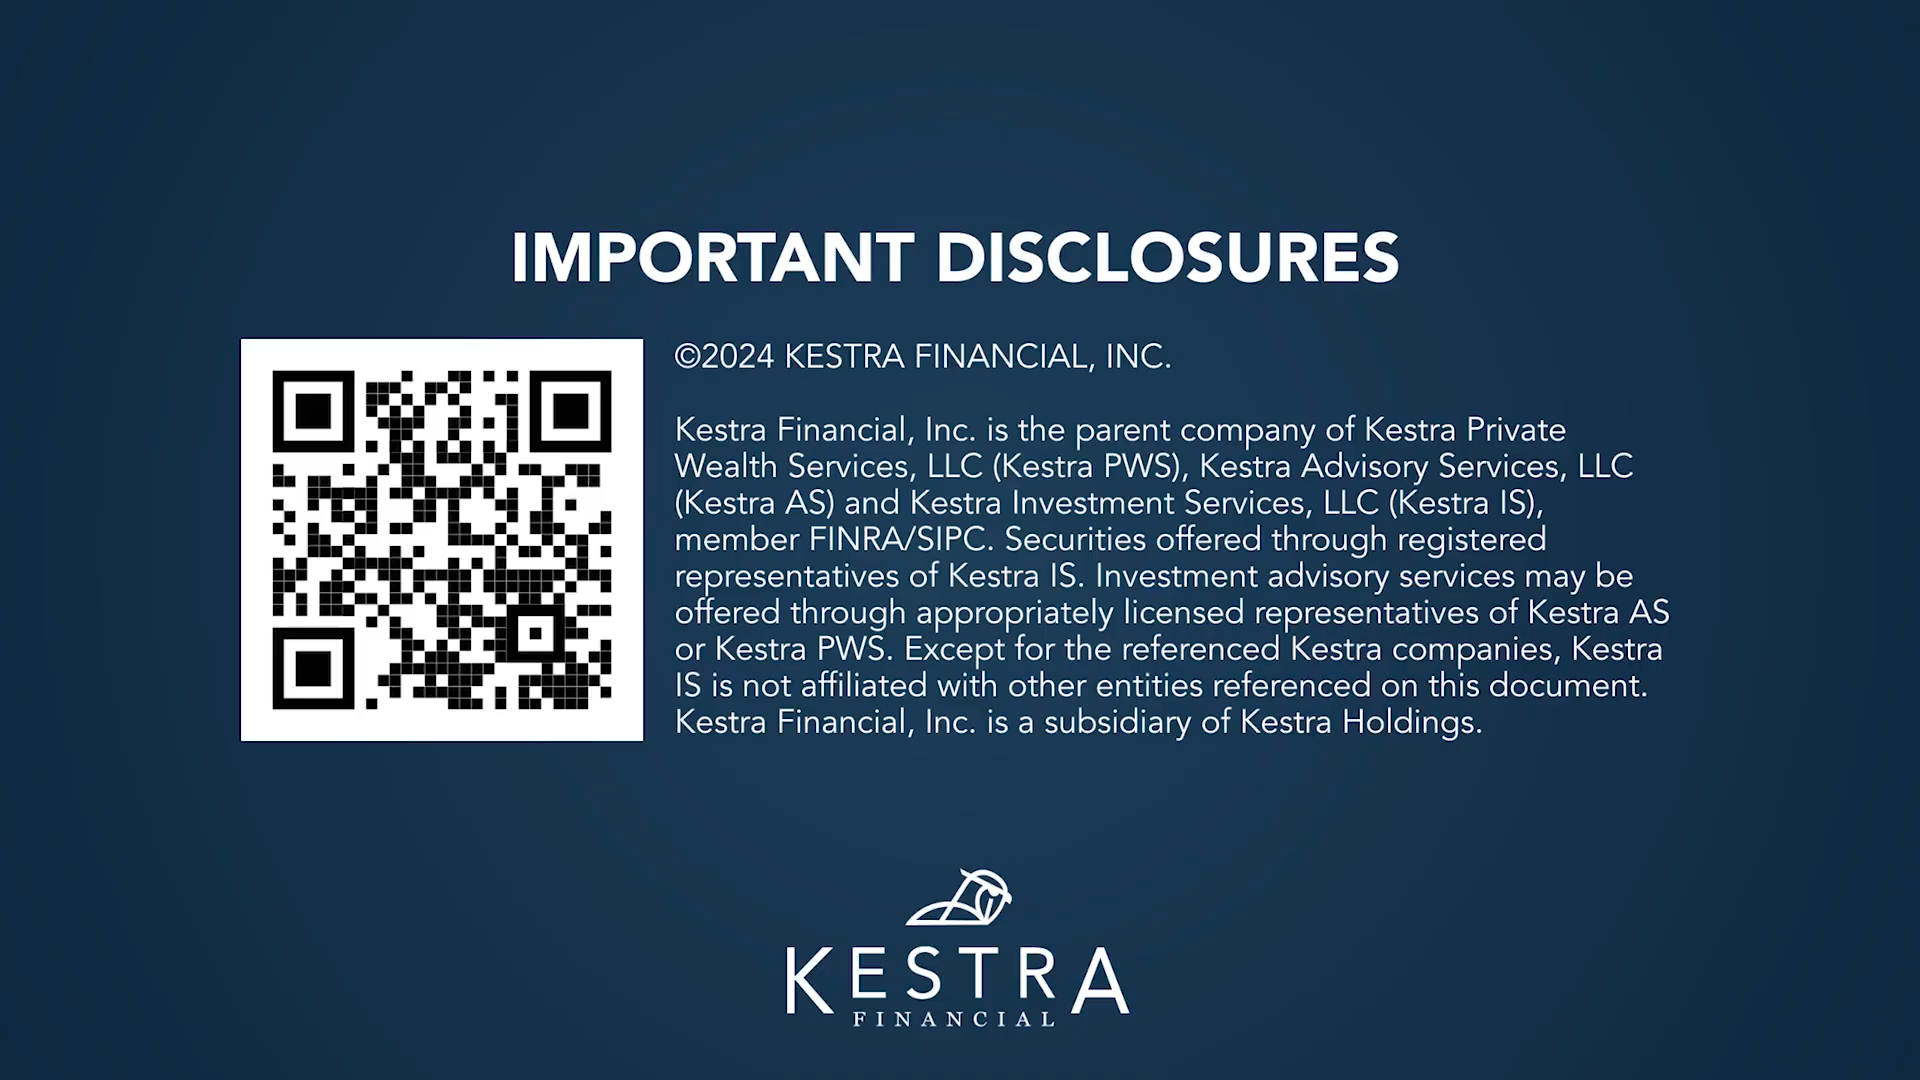 IMPORTANT DISCLOSURES
©2024 KESTRA FINANCIAL, INC.
Kestra Financial, Inc. is the parent company of Kestra Private
Wealth Services, LLC (Kestra PWS), Kestra Advisory Services, LLC
(Kestra AS) and Kestra Investment Services, LLC (Kestra IS),
member FINRA/SIPC. Securities offered through registered
representatives of Kestra IS. Investment advisory services may be
offered through appropriately licensed representatives of Kestra AS
or Kestra PWS. Except for the referenced Kestra companies, Kestra
IS is not affiliated with other entities referenced on this document.
Kestra Financial, Inc. is a subsidiary of Kestra Holdings.
KESTRA
FINANCIAL